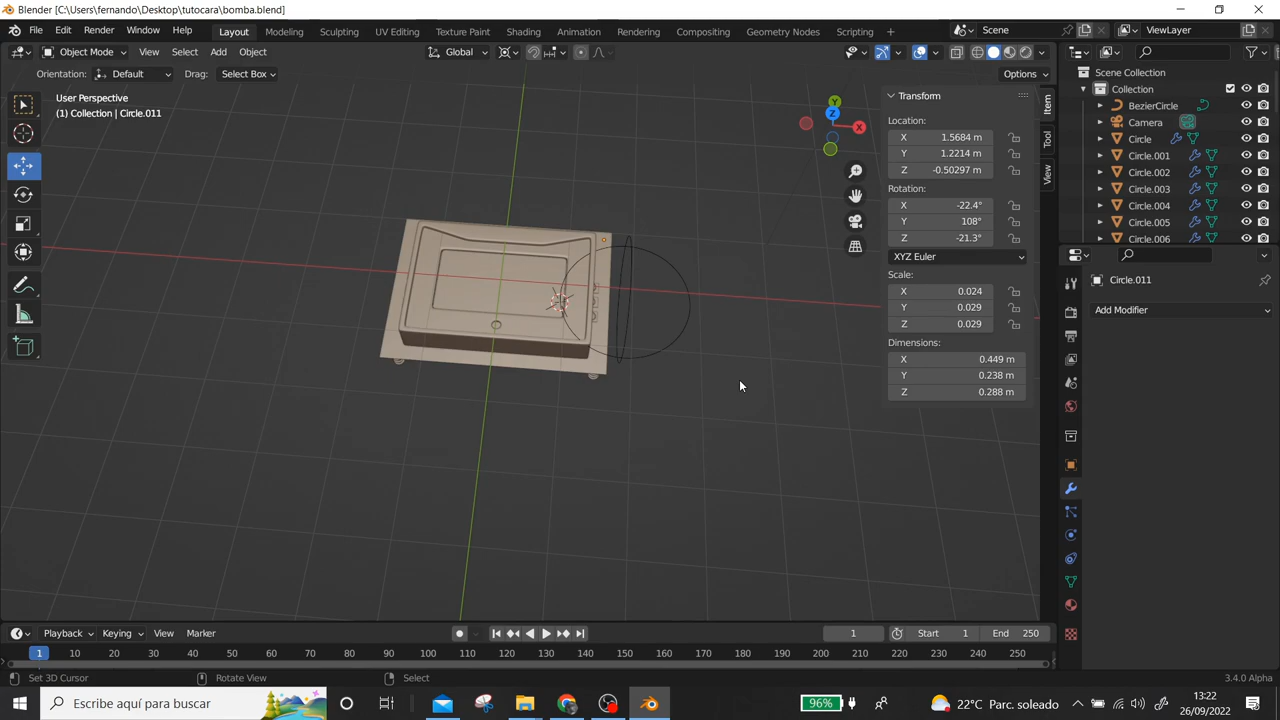 Blender [C:\Users\fernando\Desktop\tutocara\bomba.blend]
File Edit Render Window Help Layout Modeling Sculpting UV Editing Texture Paint Shading Animation Rendering Compositing Geometry Nodes Scripting Scene ViewLayer
Object Mode View Select Add Object Global
Orientation: Default Drag: Select Box Options
User Perspective
(1) Collection | Circle.011
Y
Z
X
Transform
Location:
X 1.5684 m
Y 1.2214 m
Z -0.50297 m
Rotation:
X -22.4°
Y 108°
Z -21.3°
XYZ Euler
Scale:
X 0.024
Y 0.029
Z 0.029
Dimensions:
X 0.449 m
Y 0.238 m
Z 0.288 m
Item
Tool
View
Scene Collection
Collection
BezierCircle
Camera
Circle
Circle.001
Circle.002
Circle.003
Circle.004
Circle.005
Circle.006
Circle.011
Add Modifier
Playback Keying View Marker 1 Start 1 End 250
1 10 20 30 40 50 60 70 80 90 100 110 120 130 140 150 160 170 180 190 200 210 220 230 240 250
Set 3D Cursor Rotate View Select 3.4.0 Alpha
Escribe aquí para buscar 96% 22°C Parc. soleado 13:22
26/09/2022